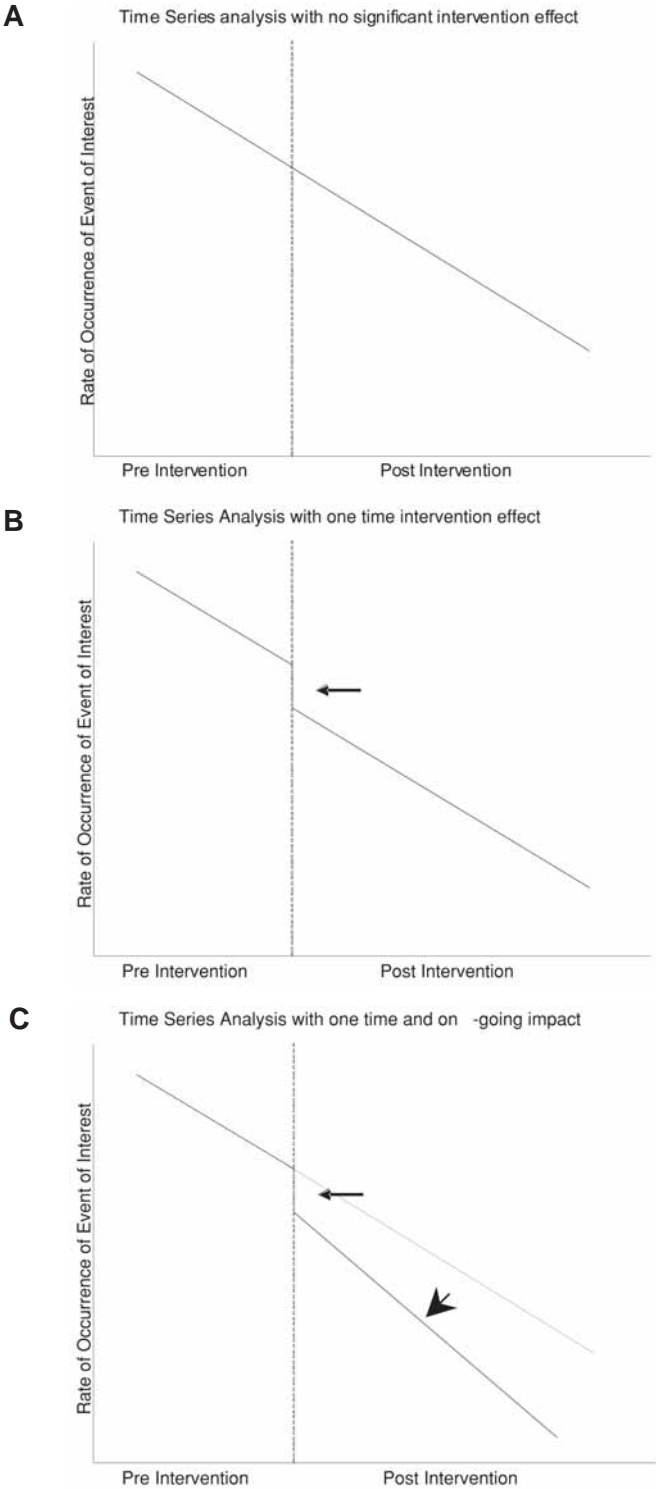 A
Time Series analysis with no significant intervention effect
Rate of Occurrence of Event of Interest
Pre Intervention
Post Intervention
B
Time Series Analysis with one time intervention effect
Rate of Occurrence of Event of Interest
Pre Intervention
Post Intervention
C
Time Series Analysis with one time and on -going impact
Rate of Occurrence of Event of Interest
Pre Intervention
Post Intervention